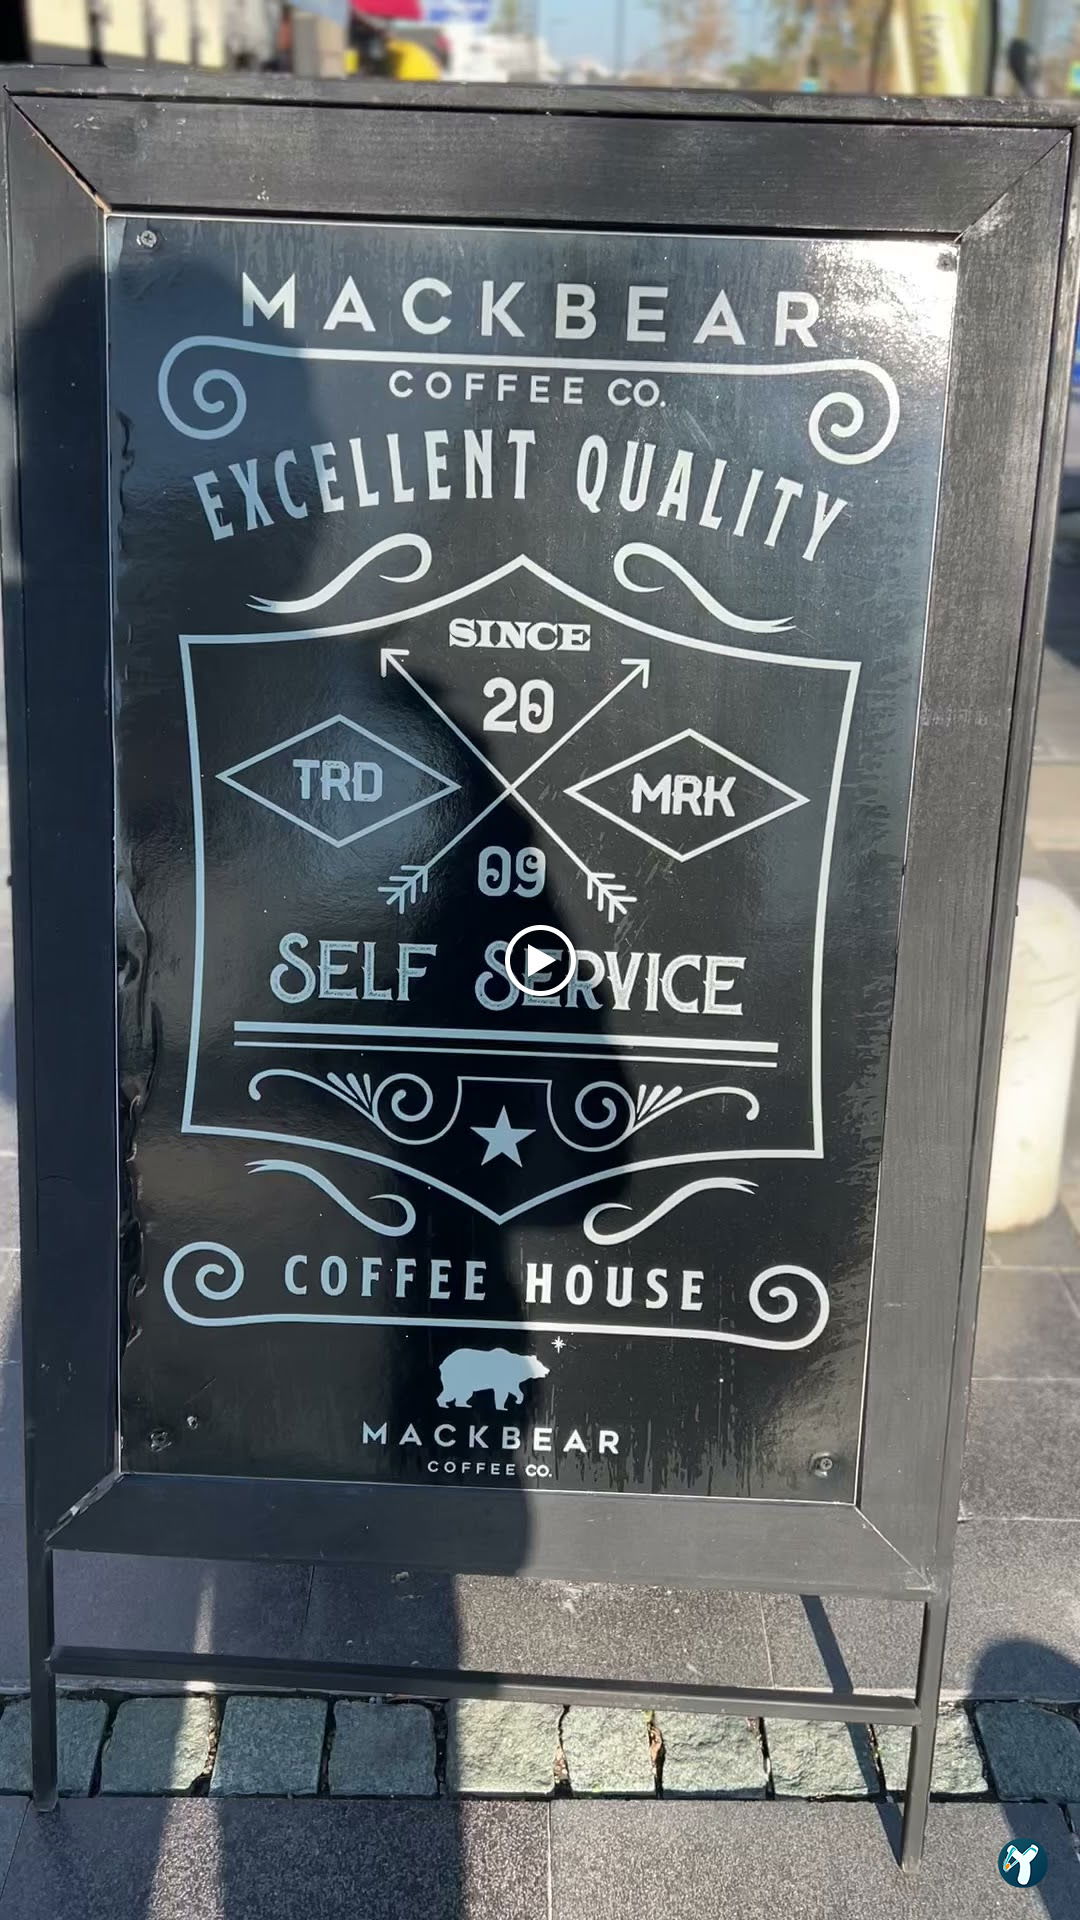 MACKBEAR
COFFEE CO.
EXCELLENT QUALITY
SINCE
20
TRD
MRK
09
SELF SERVICE
COFFEE HOUSE
MACKBEAR
COFFEE CO.